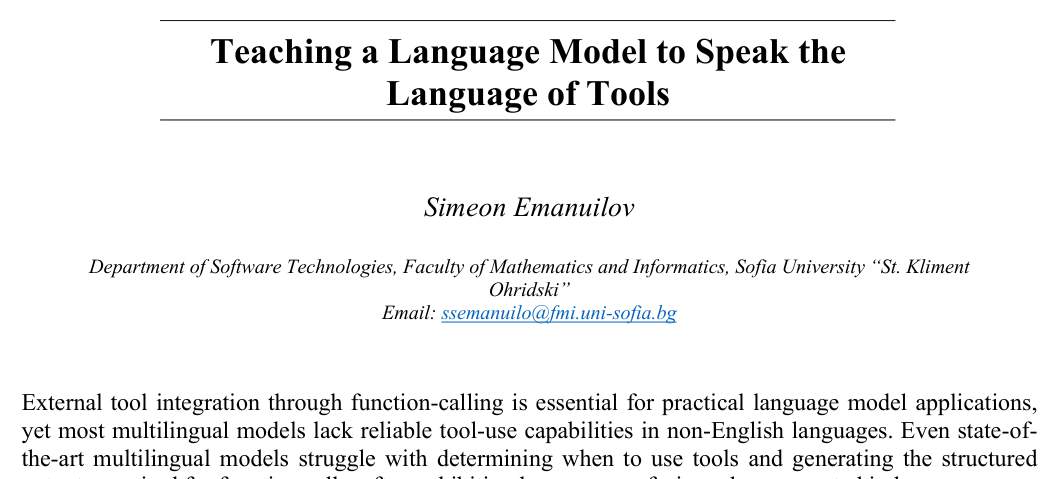 Teaching a Language Model to Speak the
Language of Tools
Simeon Emanuilov
Department of Software Technologies, Faculty of Mathematics and Informatics, Sofia University “St. Kliment
Ohridski”
Email: ssemanuilo@fmi.uni-sofia.bg
External tool integration through function-calling is essential for practical language model applications,
yet most multilingual models lack reliable tool-use capabilities in non-English languages. Even state-of-
the-art multilingual models struggle with determining when to use tools and generating the structured